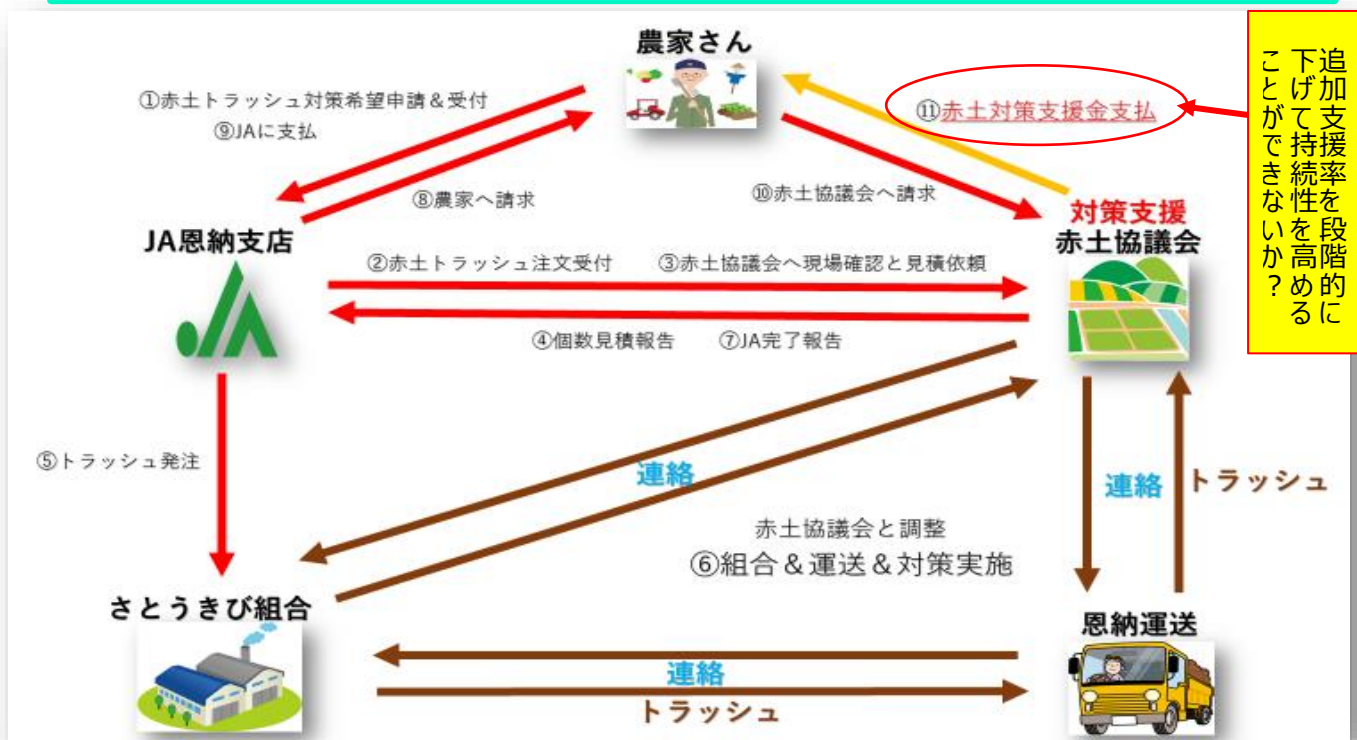 農家さん
①赤土トラッシュ対策希望申請＆受付
⑨JAに支払
⑪赤土対策支援金支払
追加支援率を段階的に
下げて持続性を高める
ことができないか？
⑧農家へ請求
⑩赤土協議会へ請求
JA恩納支店
対策支援
赤土協議会
②赤土トラッシュ注文受付
③赤土協議会へ現場確認と見積依頼
④個数見積報告
⑦JA完了報告
⑤トラッシュ発注
連絡
連絡
トラッシュ
赤土協議会と調整
⑥組合＆運送＆対策実施
さとうきび組合
恩納運送
連絡
トラッシュ